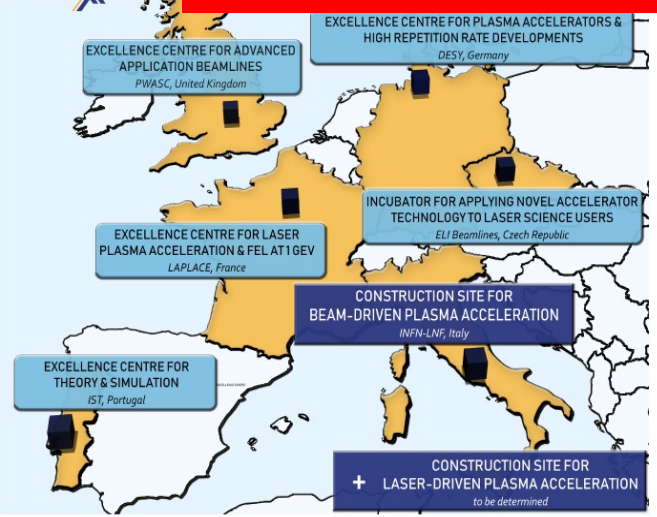 EXCELLENCE CENTRE FOR PLASMA ACCELERATORS &
HIGH REPETITION RATE DEVELOPMENTS
DESY, Germany
EXCELLENCE CENTRE FOR ADVANCED
APPLICATION BEAMLINES
PWASC, United Kingdom
INCUBATOR FOR APPLYING NOVEL ACCELERATOR
TECHNOLOGY TO LASER SCIENCE USERS
ELI Beamlines, Czech Republic
EXCELLENCE CENTRE FOR LASER
PLASMA ACCELERATION & FEL AT 1 GEV
LAPLACE, France
CONSTRUCTION SITE FOR
BEAM-DRIVEN PLASMA ACCELERATION
INFN-LNF, Italy
EXCELLENCE CENTRE FOR
THEORY & SIMULATION
IST, Portugal
+ CONSTRUCTION SITE FOR
LASER-DRIVEN PLASMA ACCELERATION
to be determined